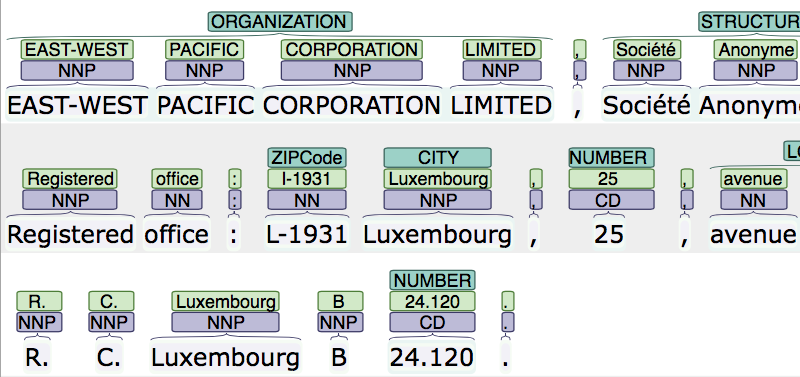 ORGANIZATION STRUCTUR
EAST-WEST PACIFIC CORPORATION LIMITED , Société Anonyme
NNP NNP NNP NNP , NNP NNP
EAST-WEST PACIFIC CORPORATION LIMITED , Société Anonyme
ZIPCode CITY NUMBER LO
Registered office : l-1931 Luxembourg , 25 , avenue
NNP NN : NN NNP , CD , NN
Registered office : L-1931 Luxembourg , 25 , avenue
NUMBER
R. C. Luxembourg B 24.120 .
NNP NNP NNP NNP CD .
R. C. Luxembourg B 24.120 .